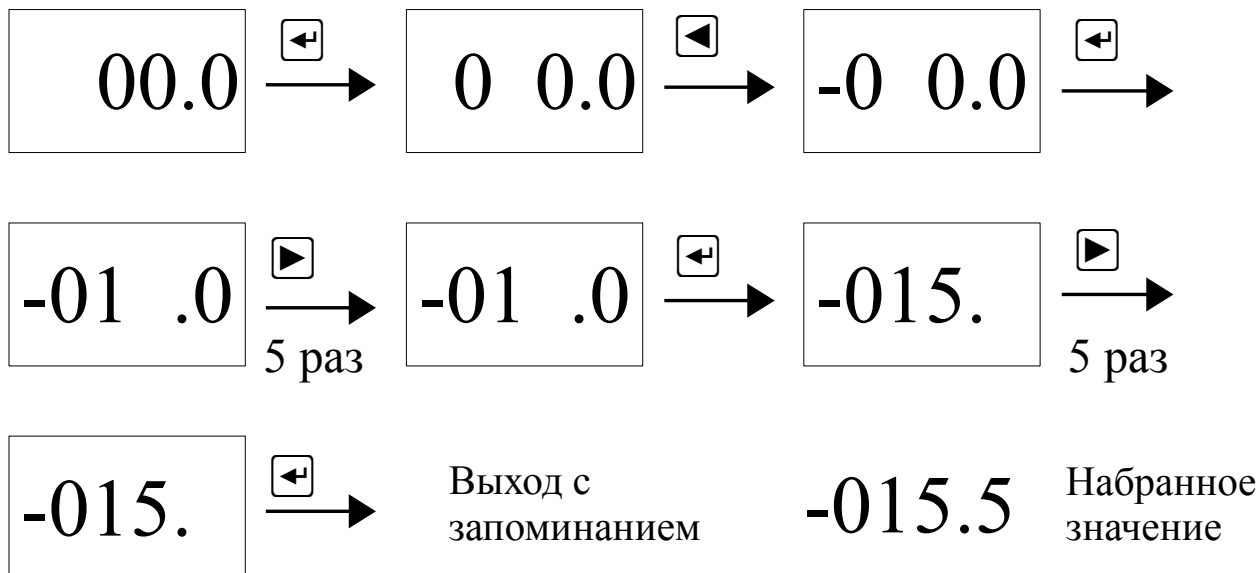 00.0
0 0.0
-0 0.0
-01 .0
5 раз
-01 .0
-015.
5 раз
-015.
Выход с
запоминанием
-015.5
Набранное
значение